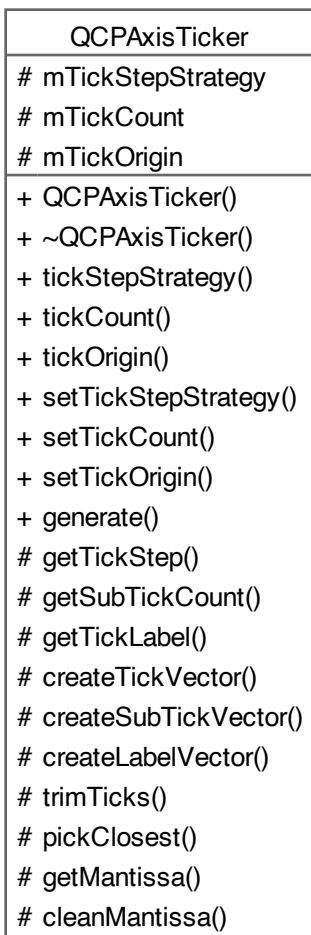 QCPAxisTicker
# mTickStepStrategy
# mTickCount
# mTickOrigin
+ QCPAxisTicker()
+ ~QCPAxisTicker()
+ tickStepStrategy()
+ tickCount()
+ tickOrigin()
+ setTickStepStrategy()
+ setTickCount()
+ setTickOrigin()
+ generate()
# getTickStep()
# getSubTickCount()
# getTickLabel()
# createTickVector()
# createSubTickVector()
# createLabelVector()
# trimTicks()
# pickClosest()
# getMantissa()
# cleanMantissa()